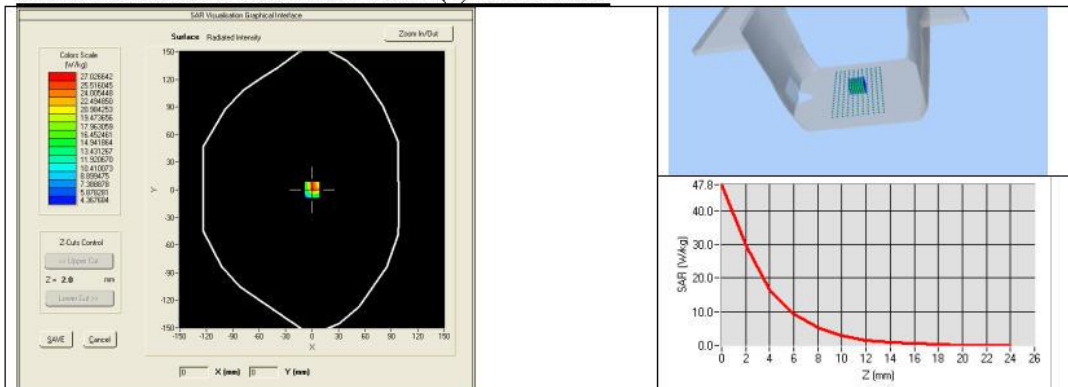 SAR Visualisation Graphical Interface
Surface Radiated Intensity
Zoom In/Out
Colors Scale
(W/kg)
27.026642
25.516045
24.005448
22.494850
20.984253
19.473656
17.963059
16.452461
14.941864
13.431267
11.920670
10.410073
8.899475
7.388878
5.878281
4.367684
Z-Cuts Control
<< Upper Cut
Z = 2.0 mm
Lower Cut >>
SAVE Cancel
150
120
90
60
30
0
-30
-60
-90
-120
-150
Y
-150 -120 -90 -60 -30 0 30 60 90 120 150
X
0 X (mm) 0 Y (mm)
47.8
40.0
30.0
20.0
10.0
0.0
SAR (W/kg)
0 2 4 6 8 10 12 14 16 18 20 22 24 26
Z (mm)